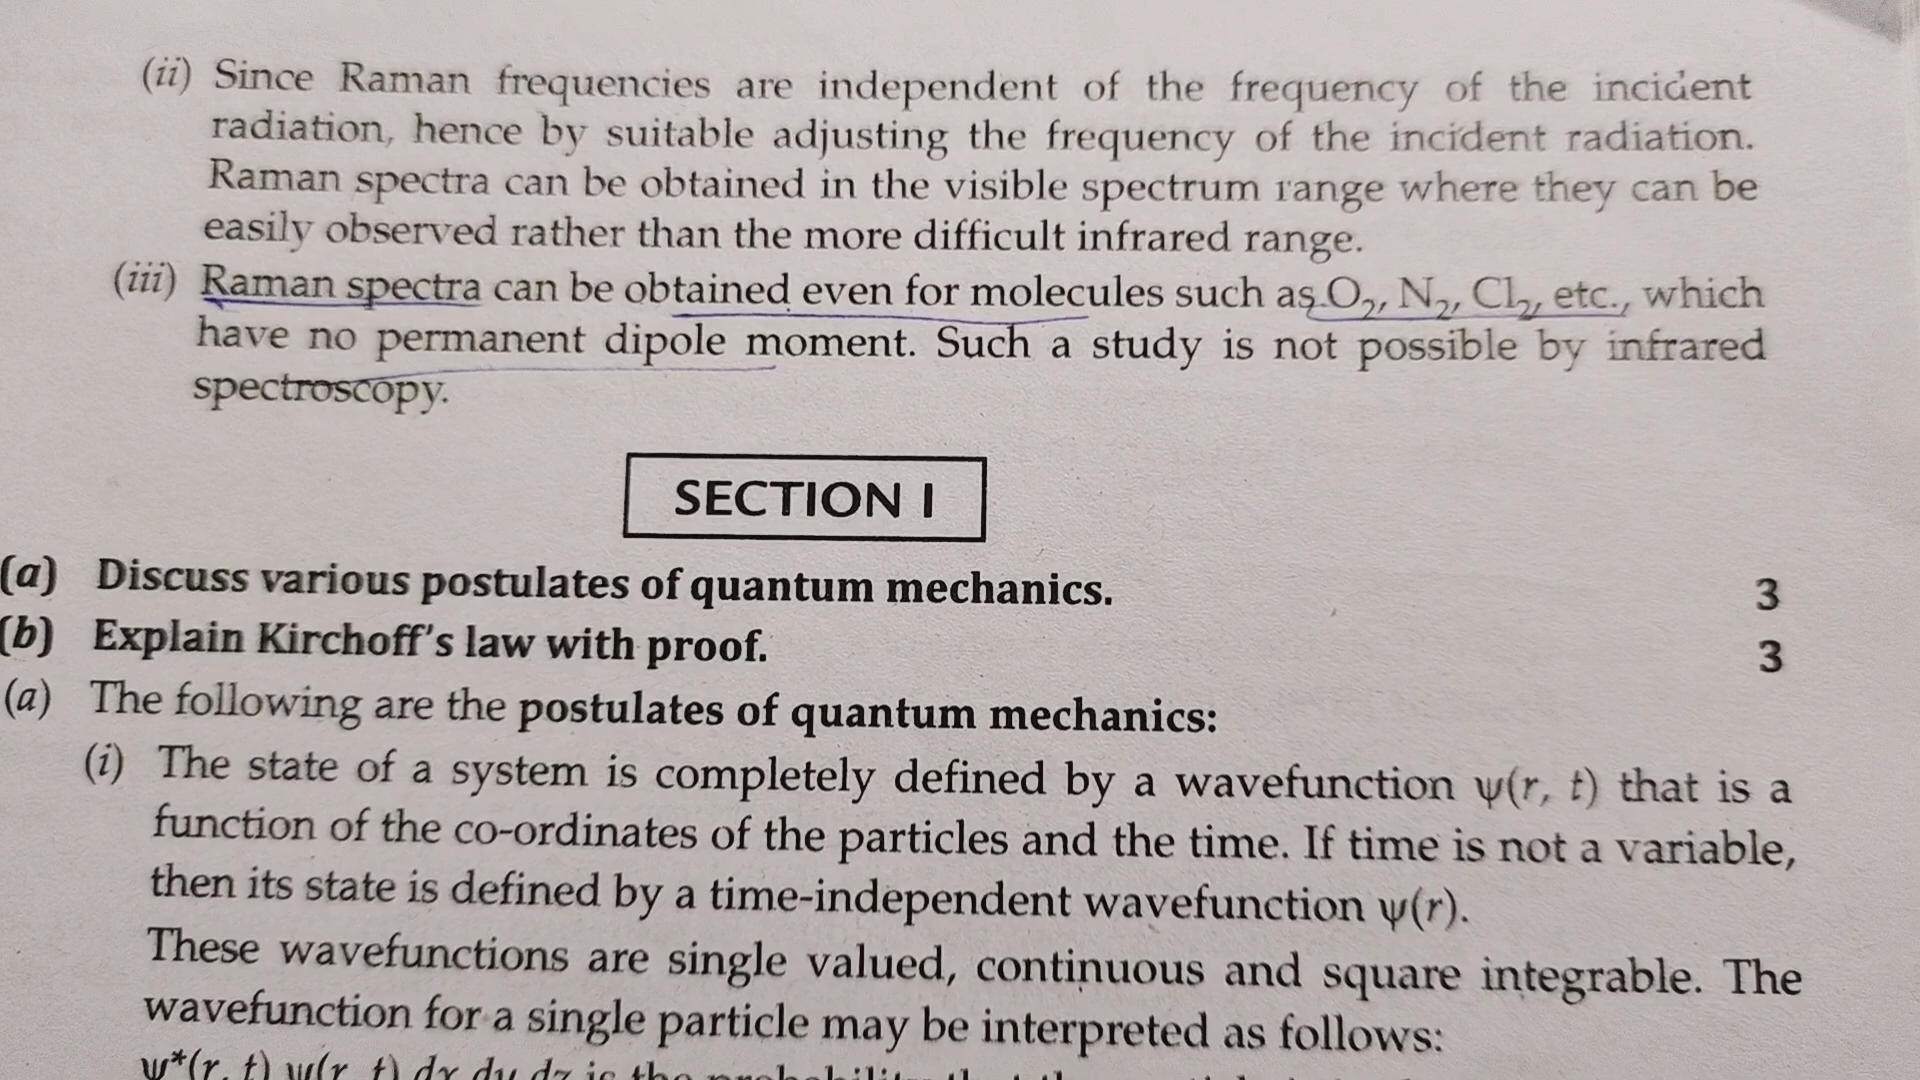 (ii) Since Raman frequencies are independent of the frequency of the incident
radiation, hence by suitable adjusting the frequency of the incident radiation.
Raman spectra can be obtained in the visible spectrum range where they can be
easily observed rather than the more difficult infrared range.
(iii) Raman spectra can be obtained even for molecules such as O₂, N₂, Cl₂, etc., which
have no permanent dipole moment. Such a study is not possible by infrared
spectroscopy.
SECTION I
(a) Discuss various postulates of quantum mechanics. 3
(b) Explain Kirchoff's law with proof. 3
(a) The following are the postulates of quantum mechanics:
(i) The state of a system is completely defined by a wavefunction ψ(r, t) that is a
function of the co-ordinates of the particles and the time. If time is not a variable,
then its state is defined by a time-independent wavefunction ψ(r).
These wavefunctions are single valued, continuous and square integrable. The
wavefunction for a single particle may be interpreted as follows:
ψ*(r, t) ψ(r, t) dx dy dz is the probability that the